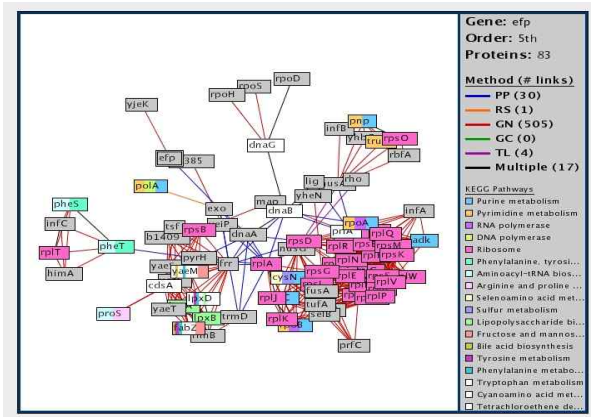 Gene: efp
Order: 5th
Proteins: 83
Method (# links)
PP (30)
RS (1)
GN (505)
GC (0)
TL (4)
Multiple (17)
KEGG Pathways
Purine metabolism
Pyrimidine metabolism
RNA polymerase
DNA polymerase
Ribosome
Phenylalanine, tyrosi...
Aminoacyl-tRNA bios...
Arginine and proline ...
Selenoamino acid met...
Sulfur metabolism
Lipopolysaccharide bi...
Fructose and mannos...
Bile acid biosynthesis
Tyrosine metabolism
Phenylalanine metabo...
Tryptophan metabolism
Cyanoamino acid met...
Tetrachloroethene de...
rpoD
rpoS
rpoH
yjeK
pnp
infB
rpsO
rbfA
dnaG
efp
385
rho
lig
polA
yheN
map
exo
dnaB
pheS
infC
pheT
rplT
himA
tsf
rpsB
b1409
dnaA
rpoA
infA
adk
rpsD
rplQ
rplR
rpsM
rplN
rpsK
pyrH
frr
rplA
yaeM
cysN
rpsG
cdsA
lpxD
rplJ
fusA
rplV
rplP
tufA
proS
yaeT
lpxB
trmD
rplK
selB
fabZ
prfC